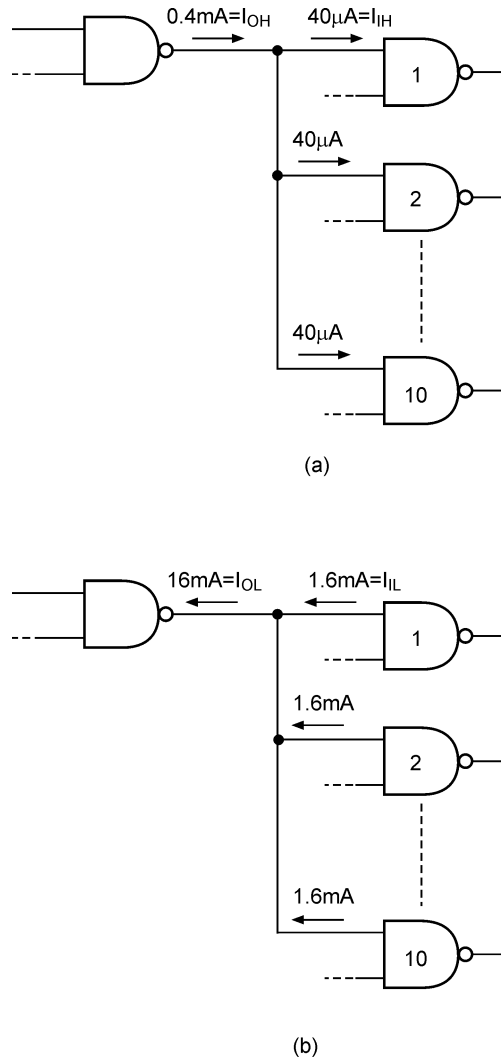 0.4mA=I_OH 40μA=I_IH
1
40μA
2
40μA
10
(a)
16mA=I_OL 1.6mA=I_IL
1
1.6mA
2
1.6mA
10
(b)